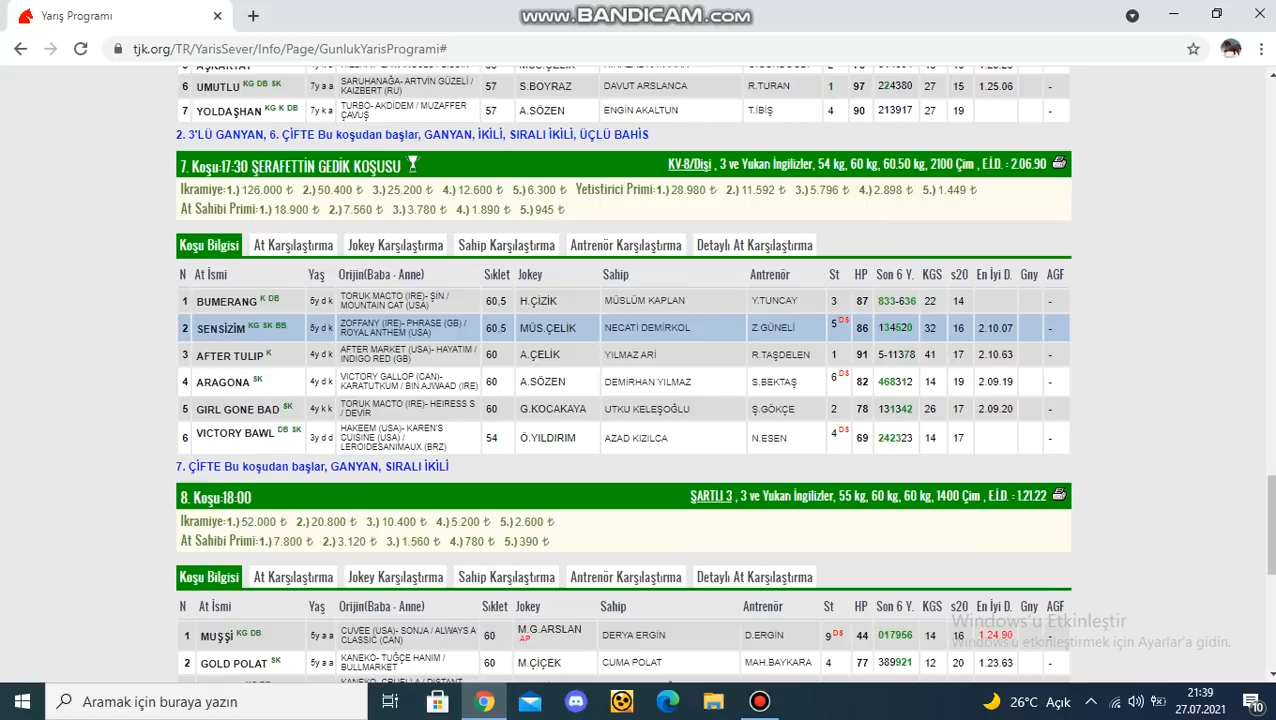 Yarış Programı
www.BANDICAM.com
tjk.org/TR/YarisSever/Info/Page/GunlukYarisProgrami#
6 UMUTLU KG DB SK 7y a a SARUHANAĞA- ARTVİN GÜZELİ / KAIZBERT (RU) 57 S.BOYRAZ DAVUT ARSLANCA R.TURAN 1 97 224380 27 15 1.25.06 -
7 YOLDAŞHAN KG K DB 7y k a TURBO- AKDİDEM / MUZAFFER ÇAVUŞ 57 A.SÖZEN ENGİN AKALTUN T.İBİŞ 4 90 213917 27 19 -
2. 3'LÜ GANYAN, 6. ÇİFTE Bu koşudan başlar, GANYAN, İKİLİ, SIRALI İKİLİ, ÜÇLÜ BAHİS
7. Koşu:17:30 ŞERAFETTİN GEDİK KOŞUSU KV-8/Dişi , 3 ve Yukarı İngilizler, 54 kg, 60 kg, 60.50 kg, 2100 Çim , E.İ.D. : 2.06.90
İkramiye:1.) 126.000 ₺ 2.) 50.400 ₺ 3.) 25.200 ₺ 4.) 12.600 ₺ 5.) 6.300 ₺ Yetistirici Primi:1.) 28.980 ₺ 2.) 11.592 ₺ 3.) 5.796 ₺ 4.) 2.898 ₺ 5.) 1.449 ₺
At Sahibi Primi:1.) 18.900 ₺ 2.) 7.560 ₺ 3.) 3.780 ₺ 4.) 1.890 ₺ 5.) 945 ₺
Koşu Bilgisi At Karşılaştırma Jokey Karşılaştırma Sahip Karşılaştırma Antrenör Karşılaştırma Detaylı At Karşılaştırma
N At İsmi Yaş Orijin(Baba - Anne) Sıklet Jokey Sahip Antrenör St HP Son 6 Y. KGS s20 En İyi D. Gny AGF
1 BUMERANG K DB 5y d k TORUK MACTO (IRE)- ŞİN / MOUNTAIN CAT (USA) 60,5 H.ÇİZİK MÜSLÜM KAPLAN Y.TUNCAY 3 87 833-636 22 14 -
2 SENSİZİM KG SK BB 5y d k ZOFFANY (IRE)- PHRASE (GB) / ROYAL ANTHEM (USA) 60,5 MÜS.ÇELİK NECATİ DEMİRKOL Z.GÜNELİ 5 DS 86 134520 32 16 2.10.07 -
3 AFTER TULIP K 4y d k AFTER MARKET (USA)- HAYATIM / INDIGO RED (GB) 60 A.ÇELİK YILMAZ ARİ R.TAŞDELEN 1 91 5-11378 41 17 2.10.63 -
4 ARAGONA SK 4y d k VICTORY GALLOP (CAN)- KARATUTKUM / BIN AJWAAD (IRE) 60 A.SÖZEN DEMİRHAN YILMAZ S.BEKTAŞ 6 DS 82 468312 14 19 2.09.19 -
5 GIRL GONE BAD SK 4y k k TORUK MACTO (IRE)- HEIRESS S / DEVİR 60 G.KOCAKAYA UTKU KELEŞOĞLU Ş.GÖKÇE 2 78 131342 26 17 2.09.20 -
6 VICTORY BAWL DB SK 3y d d HAKEEM (USA)- KAREN'S CUISINE (USA) / LEROIDESANIMAUX (BRZ) 54 Ö.YILDIRIM AZAD KIZILCA N.ESEN 4 DS 69 242323 14 17 -
7. ÇİFTE Bu koşudan başlar, GANYAN, SIRALI İKİLİ
8. Koşu:18:00 ŞARTLI 3 , 3 ve Yukarı İngilizler, 55 kg, 60 kg, 60 kg, 1400 Çim , E.İ.D. : 1.21.22
İkramiye:1.) 52.000 ₺ 2.) 20.800 ₺ 3.) 10.400 ₺ 4.) 5.200 ₺ 5.) 2.600 ₺
At Sahibi Primi:1.) 7.800 ₺ 2.) 3.120 ₺ 3.) 1.560 ₺ 4.) 780 ₺ 5.) 390 ₺
Koşu Bilgisi At Karşılaştırma Jokey Karşılaştırma Sahip Karşılaştırma Antrenör Karşılaştırma Detaylı At Karşılaştırma
N At İsmi Yaş Orijin(Baba - Anne) Sıklet Jokey Sahip Antrenör St HP Son 6 Y. KGS s20 En İyi D. Gny AGF
Windows'u Etkinleştir
1 MUŞŞİ KG DB 5y a a CUVEE (USA)- SONJA / ALWAYS A CLASSIC (CAN) 60 M.G.ARSLAN AP DERYA ERGİN D.ERGİN 9 DS 44 017956 14 16 1.24.90 -
Windows'u etkinleştirmek için Ayarlar'a gidin.
2 GOLD POLAT SK 5y a a KANEKO- TUĞÇE HANIM / BULLMARKET 60 M.ÇİÇEK CUMA POLAT MAH.BAYKARA 4 77 389921 12 20 1.23.63 -
Aramak için buraya yazın
26°C Açık
21:39
27.07.2021
10